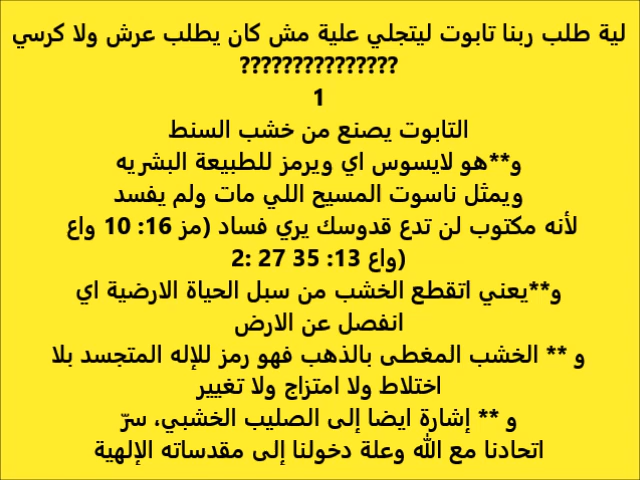 لية طلب ربنا تابوت ليتجلي علية مش كان يطلب عرش ولا كرسي
???????????????
1
التابوت يصنع من خشب السنط
و**هو لايسوس اي ويرمز للطبيعة البشريه
ويمثل ناسوت المسيح اللي مات ولم يفسد
لأنه مكتوب لن تدع قدوسك يري فساد (مز 16: 10 واع
2: 27 واع 13: 35)
و**يعني اتقطع الخشب من سبل الحياة الارضية اي
انفصل عن الارض
و ** الخشب المغطى بالذهب فهو رمز للإله المتجسد بلا
اختلاط ولا امتزاج ولا تغيير
و ** إشارة ايضا إلى الصليب الخشبي، سرّ
اتحادنا مع الله وعلة دخولنا إلى مقدساته الإلهية